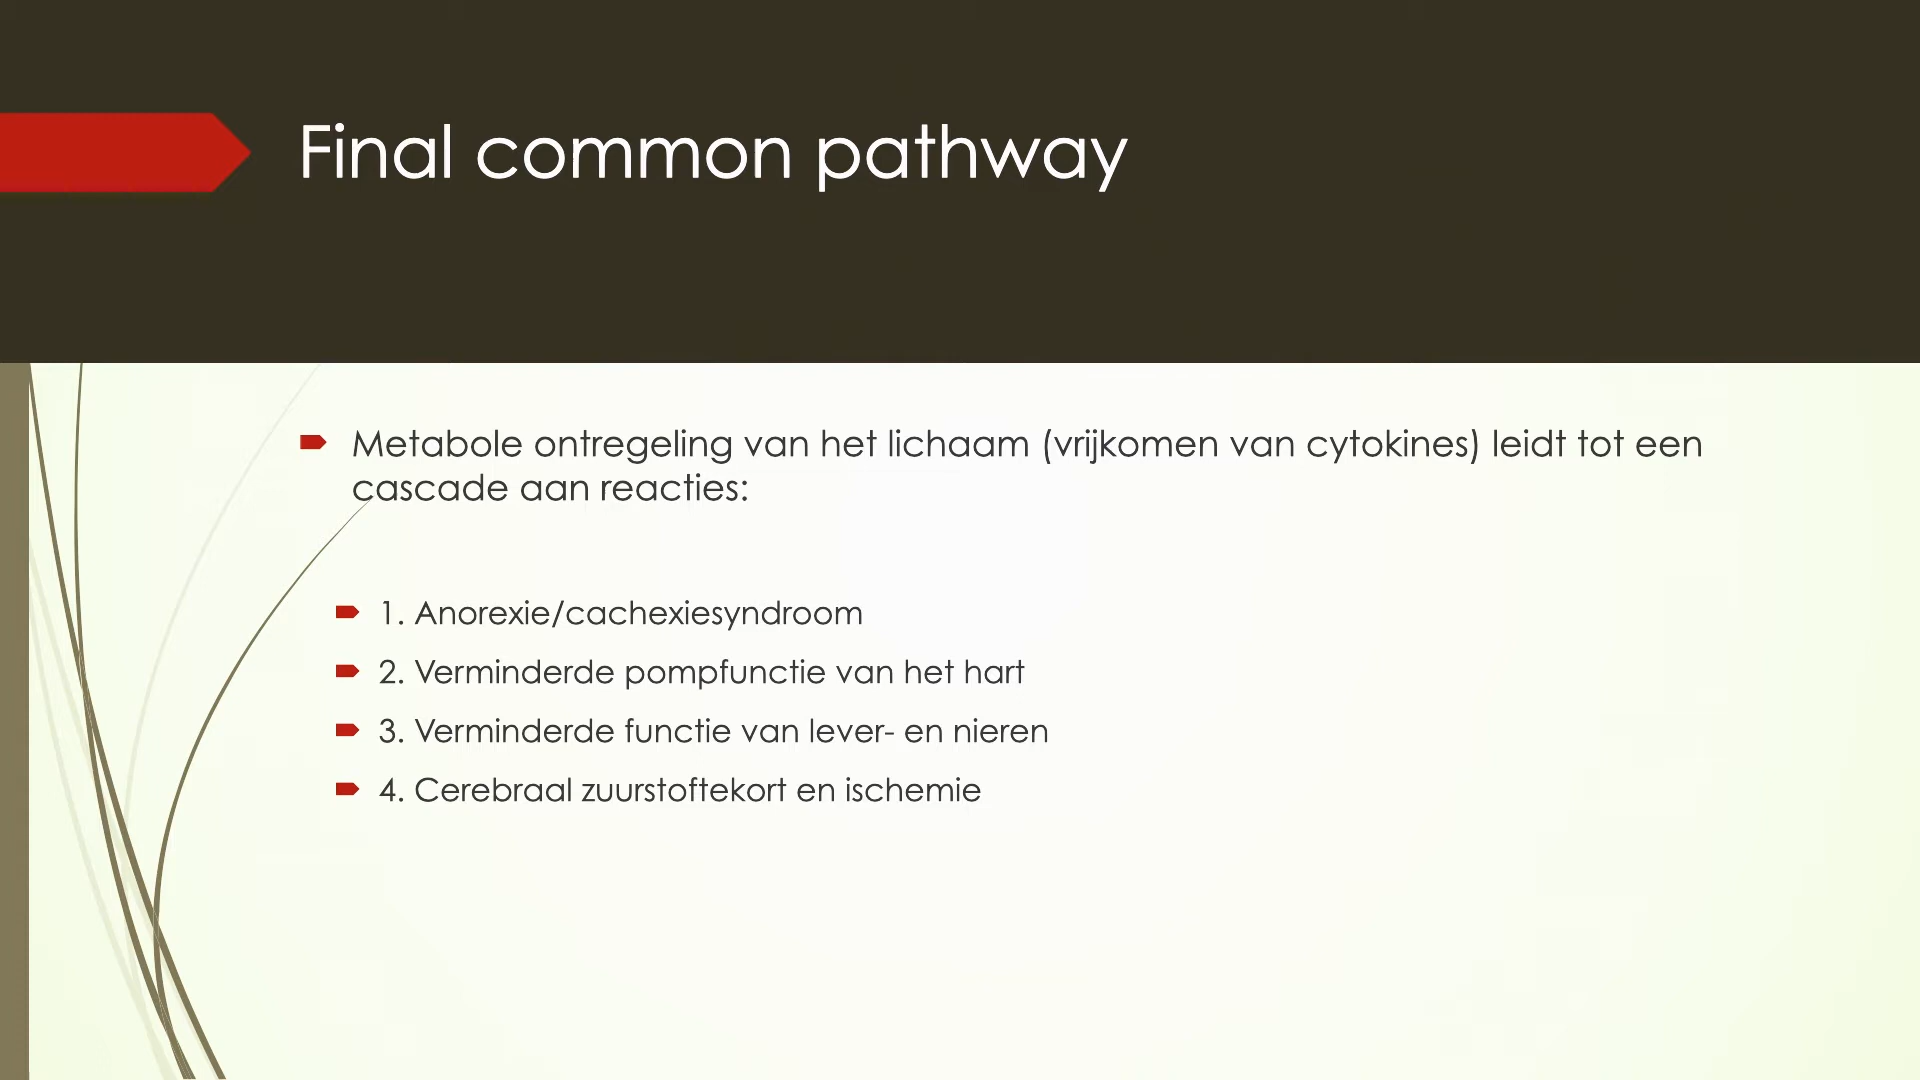 Final common pathway
Metabole ontregeling van het lichaam (vrijkomen van cytokines) leidt tot een
cascade aan reacties:
1. Anorexie/cachexiesyndroom
2. Verminderde pompfunctie van het hart
3. Verminderde functie van lever- en nieren
4. Cerebraal zuurstoftekort en ischemie